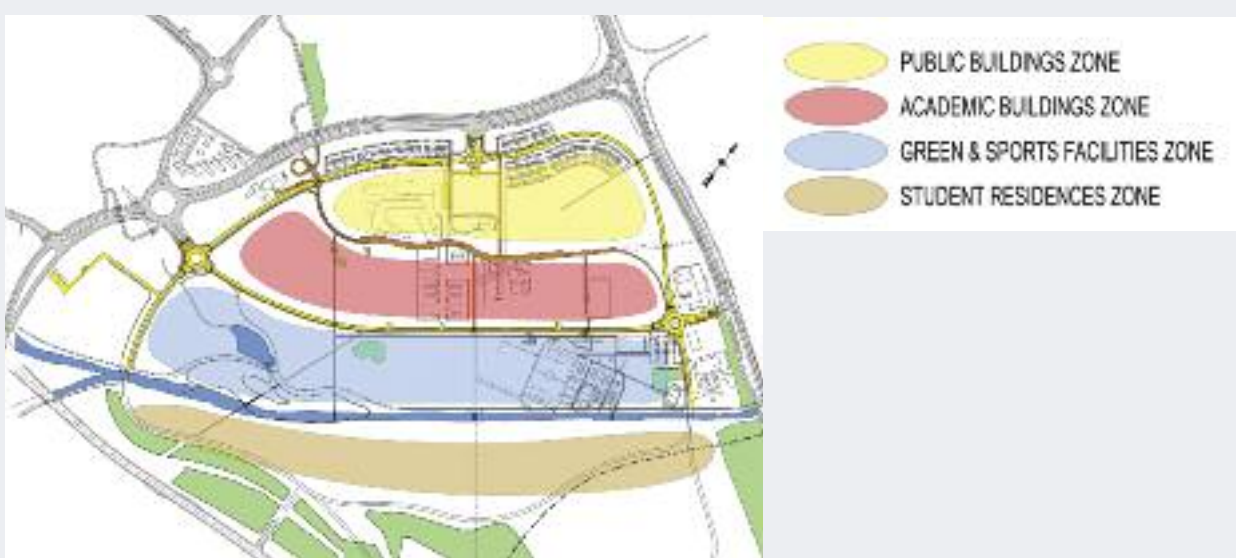 PUBLIC BUILDINGS ZONE
ACADEMIC BUILDINGS ZONE
GREEN & SPORTS FACILITIES ZONE
STUDENT RESIDENCES ZONE